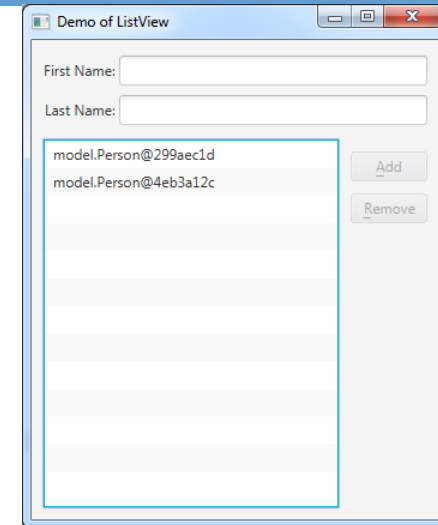 Demo of ListView
First Name:
Last Name:
model.Person@299aec1d
model.Person@4eb3a12c
Add
Remove